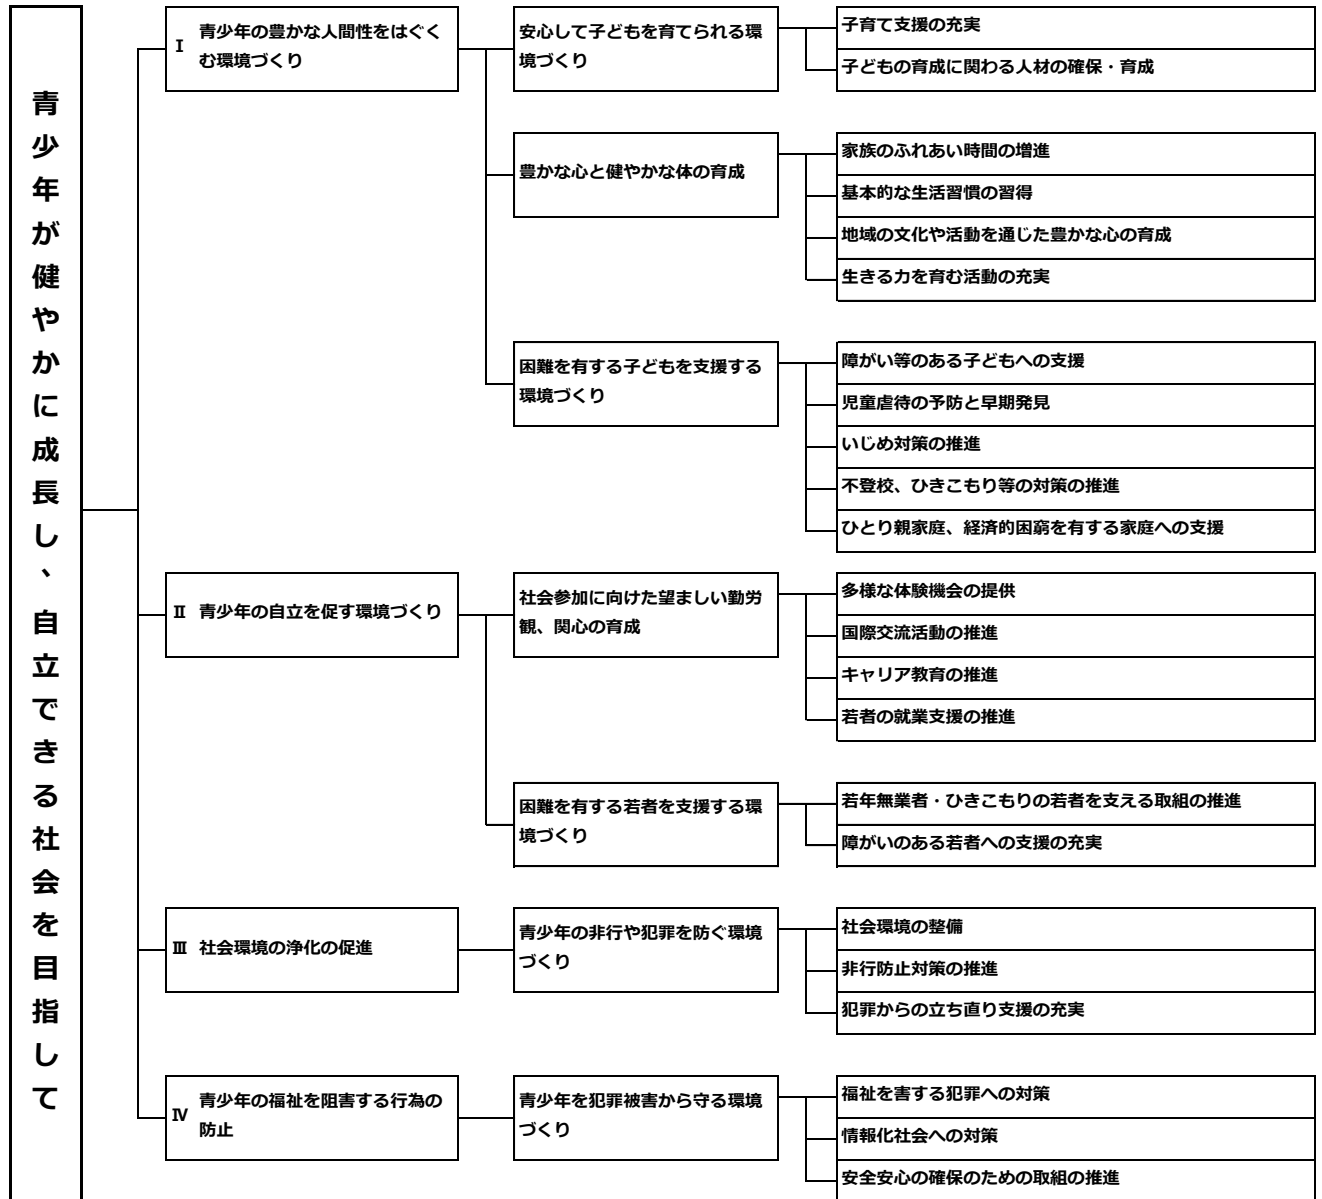 青少年が健やかに成長し、自立できる社会を目指して
Ⅰ 青少年の豊かな人間性をはぐく
む環境づくり
安心して子どもを育てられる環
境づくり
子育て支援の充実
子どもの育成に関わる人材の確保・育成
豊かな心と健やかな体の育成
家族のふれあい時間の増進
基本的な生活習慣の習得
地域の文化や活動を通じた豊かな心の育成
生きる力を育む活動の充実
困難を有する子どもを支援する
環境づくり
障がい等のある子どもへの支援
児童虐待の予防と早期発見
いじめ対策の推進
不登校、ひきこもり等の対策の推進
ひとり親家庭、経済的困窮を有する家庭への支援
Ⅱ 青少年の自立を促す環境づくり
社会参加に向けた望ましい勤労
観、関心の育成
多様な体験機会の提供
国際交流活動の推進
キャリア教育の推進
若者の就業支援の推進
困難を有する若者を支援する環
境づくり
若年無業者・ひきこもりの若者を支える取組の推進
障がいのある若者への支援の充実
Ⅲ 社会環境の浄化の促進
青少年の非行や犯罪を防ぐ環境
づくり
社会環境の整備
非行防止対策の推進
犯罪からの立ち直り支援の充実
Ⅳ 青少年の福祉を阻害する行為の
防止
青少年を犯罪被害から守る環境
づくり
福祉を害する犯罪への対策
情報化社会への対策
安全安心の確保のための取組の推進